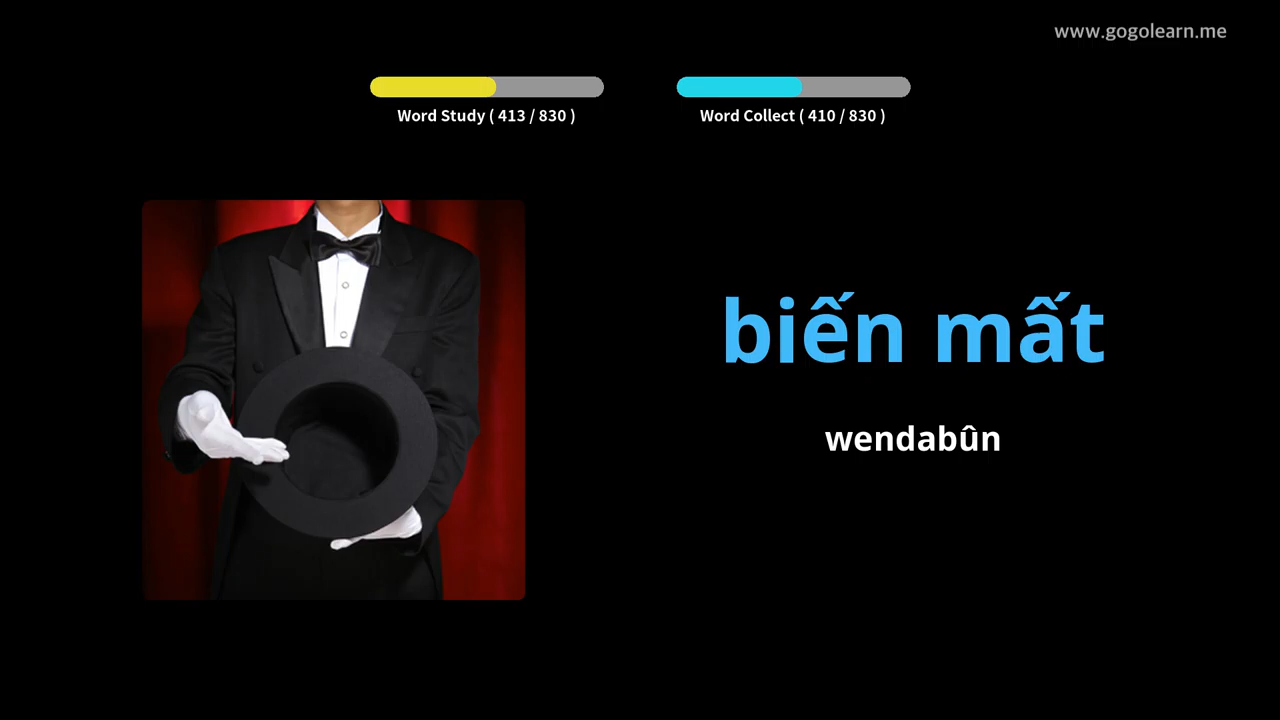 www.gogolearn.me
Word Study ( 413 / 830 )
Word Collect ( 410 / 830 )
biến mất
wendabûn